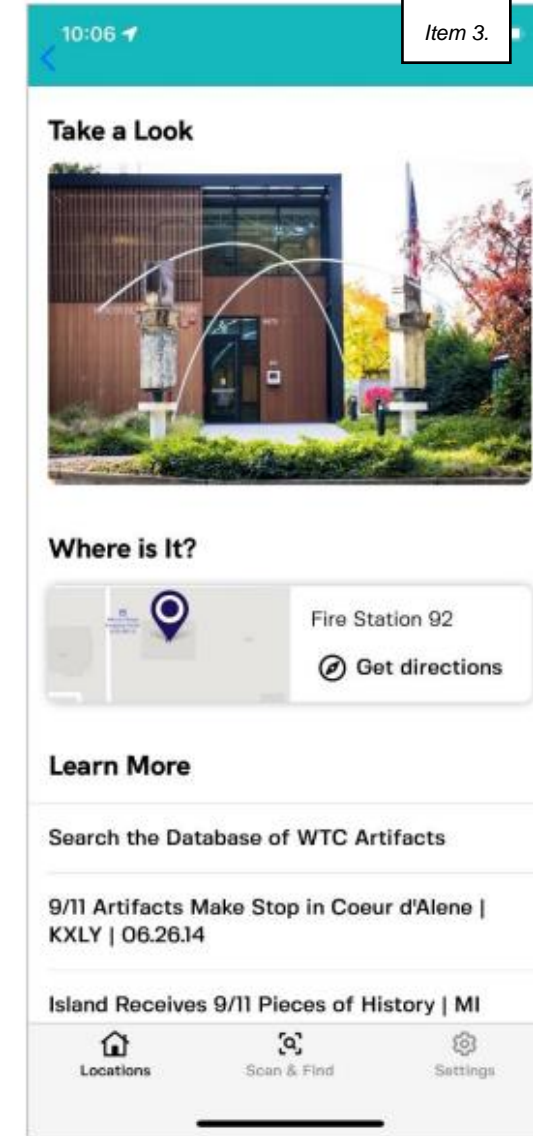 10:06
Item 3.
Take a Look
Where is It?
Fire Station 92
Get directions
Learn More
Search the Database of WTC Artifacts
9/11 Artifacts Make Stop in Coeur d'Alene |
KXLY | 06.26.14
Island Receives 9/11 Pieces of History | MI
Locations
Scan & Find
Settings